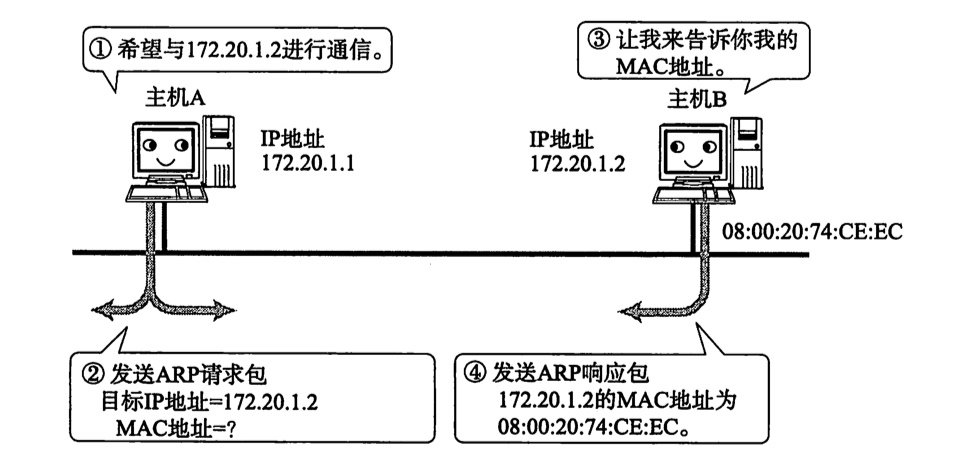 ① 希望与172.20.1.2进行通信。
主机A
IP地址
172.20.1.1
③ 让我来告诉你我的
MAC地址。
主机B
IP地址
172.20.1.2
08:00:20:74:CE:EC
② 发送ARP请求包
目标IP地址=172.20.1.2
MAC地址=?
④ 发送ARP响应包
172.20.1.2的MAC地址为
08:00:20:74:CE:EC。